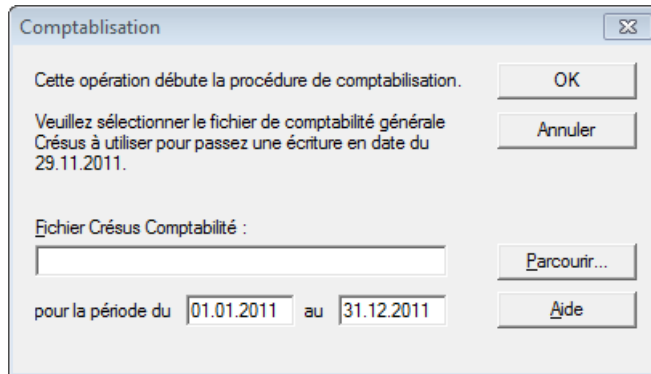 Comptablisation
Cette opération débute la procédure de comptabilisation.
OK
Veuillez sélectionner le fichier de comptabilité générale
Crésus à utiliser pour passez une écriture en date du
29.11.2011.
Annuler
Fichier Crésus Comptabilité :
Parcourir...
pour la période du 01.01.2011 au 31.12.2011
Aide